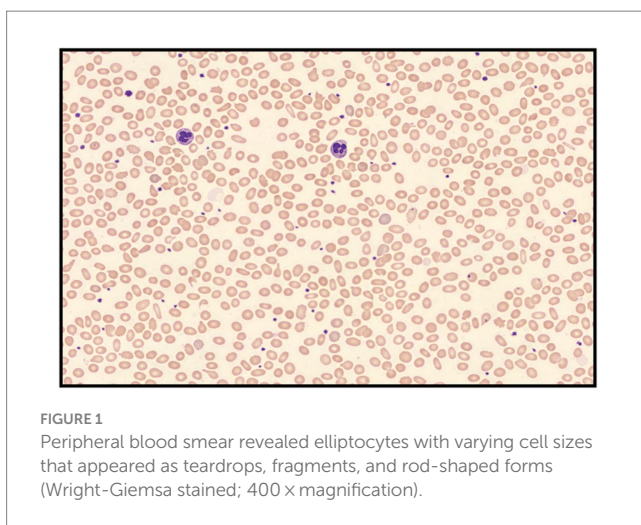 FIGURE 1
Peripheral blood smear revealed elliptocytes with varying cell sizes
that appeared as teardrops, fragments, and rod-shaped forms
(Wright-Giemsa stained; 400 × magnification).